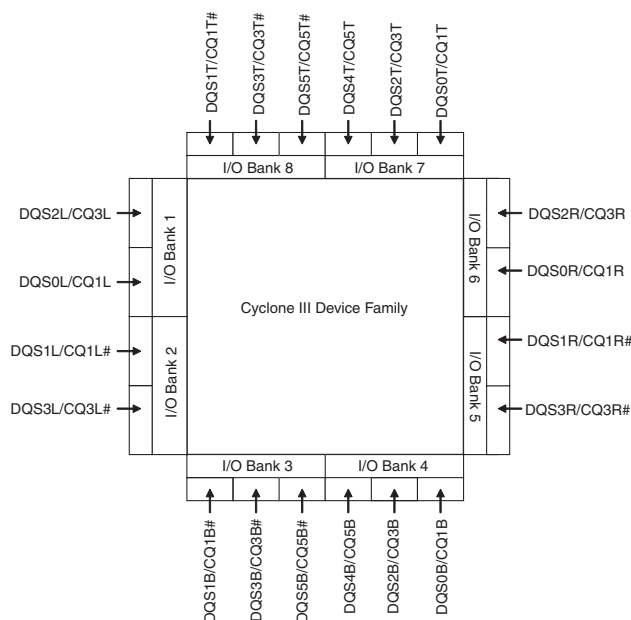 DQS1T/CQ1T#
DQS3T/CQ3T#
DQS5T/CQ5T#
DQS4T/CQ5T
DQS2T/CQ3T
DQS0T/CQ1T
I/O Bank 8
I/O Bank 7
DQS2L/CQ3L
DQS0L/CQ1L
I/O Bank 1
DQS1L/CQ1L#
DQS3L/CQ3L#
I/O Bank 2
Cyclone III Device Family
I/O Bank 6
DQS2R/CQ3R
DQS0R/CQ1R
I/O Bank 5
DQS1R/CQ1R#
DQS3R/CQ3R#
I/O Bank 3
I/O Bank 4
DQS1B/CQ1B#
DQS3B/CQ3B#
DQS5B/CQ5B#
DQS4B/CQ5B
DQS2B/CQ3B
DQS0B/CQ1B